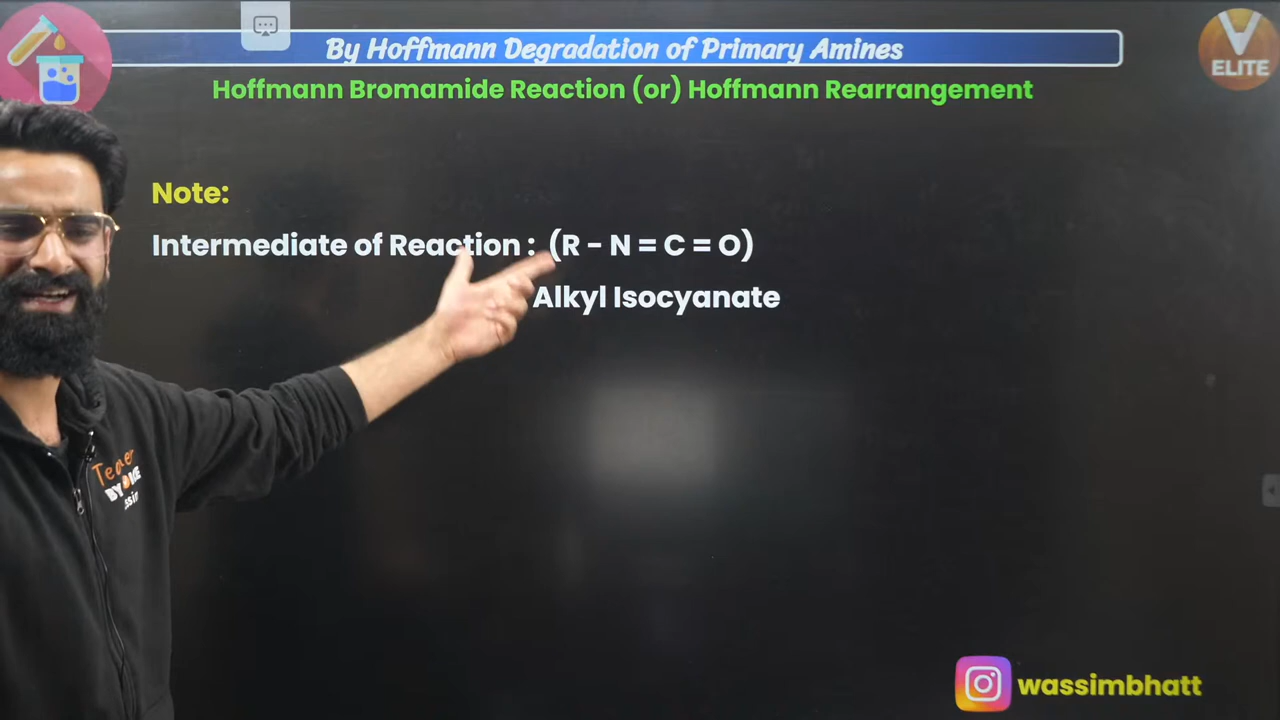 By Hoffmann Degradation of Primary Amines
ELITE
Hoffmann Bromamide Reaction (or) Hoffmann Rearrangement
Note:
Intermediate of Reaction : (R - N = C = O)
Alkyl Isocyanate
wassimbhatt